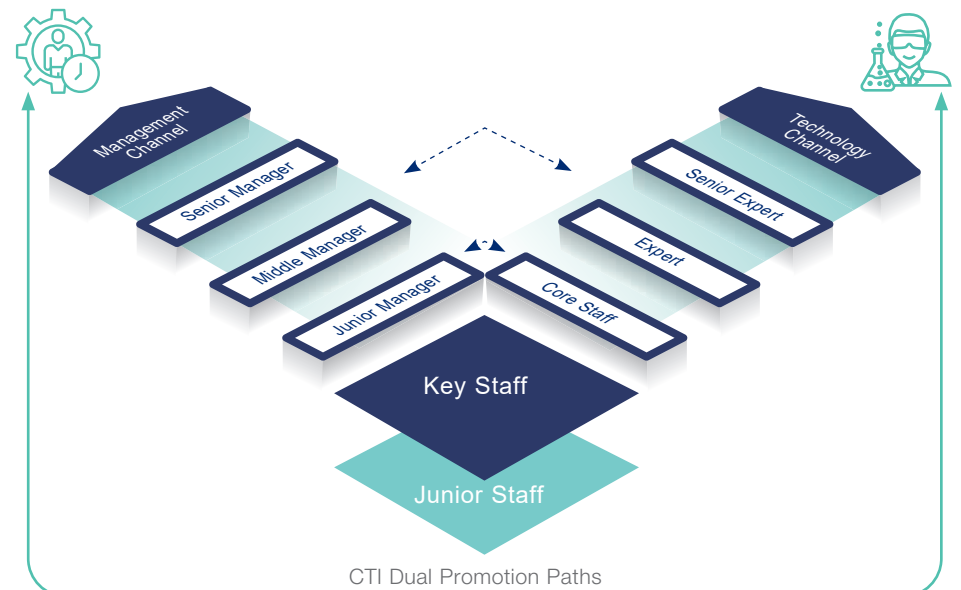 Management
Channel
Technology
Channel
Senior Manager
Senior Expert
Middle Manager
Expert
Junior Manager
Core Staff
Key Staff
Junior Staff
CTI Dual Promotion Paths